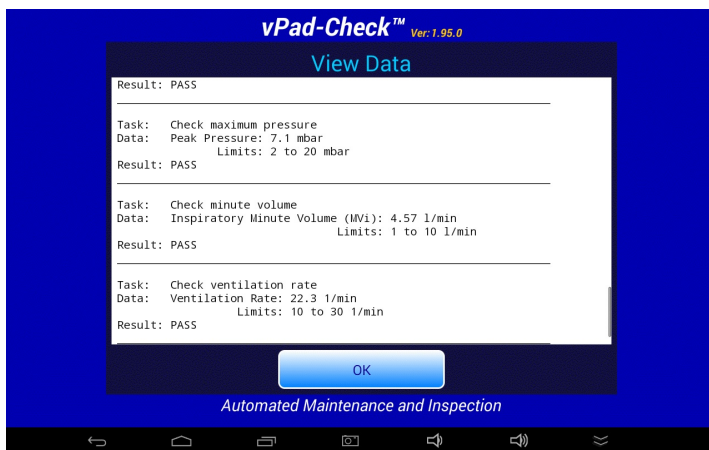 vPad-Check™ Ver: 1.95.0
View Data
Result: PASS
Task: Check maximum pressure
Data: Peak Pressure: 7.1 mbar
Limits: 2 to 20 mbar
Result: PASS
Task: Check minute volume
Data: Inspiratory Minute Volume (MVi): 4.57 l/min
Limits: 1 to 10 l/min
Result: PASS
Task: Check ventilation rate
Data: Ventilation Rate: 22.3 1/min
Limits: 10 to 30 1/min
Result: PASS
OK
Automated Maintenance and Inspection